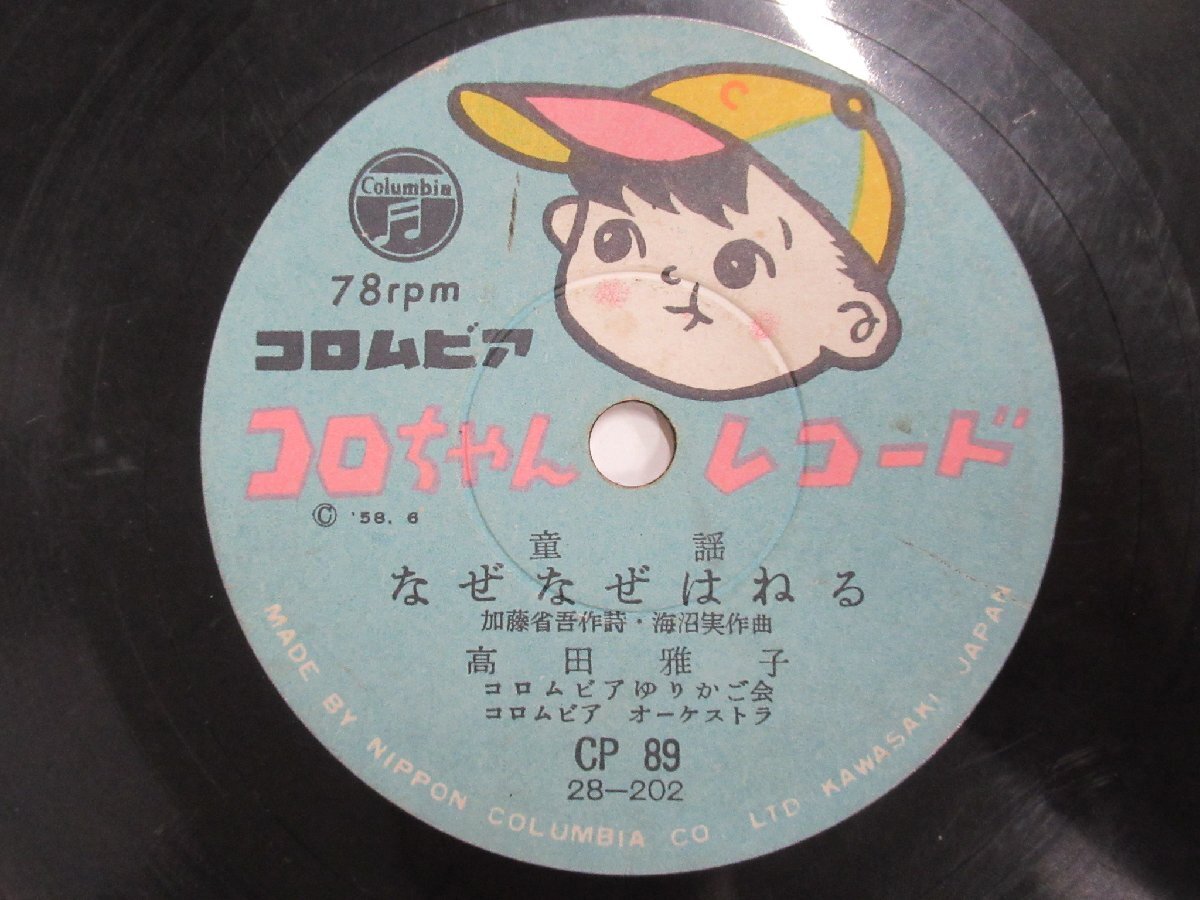 C
Columbia
78rpm
コロムビア
コロちゃん レコード
© '58. 6
童謡
なぜなぜはねる
加藤省吾作詩・海沼実作曲
高田雅子
コロムビアゆりかご会
コロムビア オーケストラ
CP 89
28-202
MADE BY NIPPON COLUMBIA CO. LTD KAWASAKI JAPAN